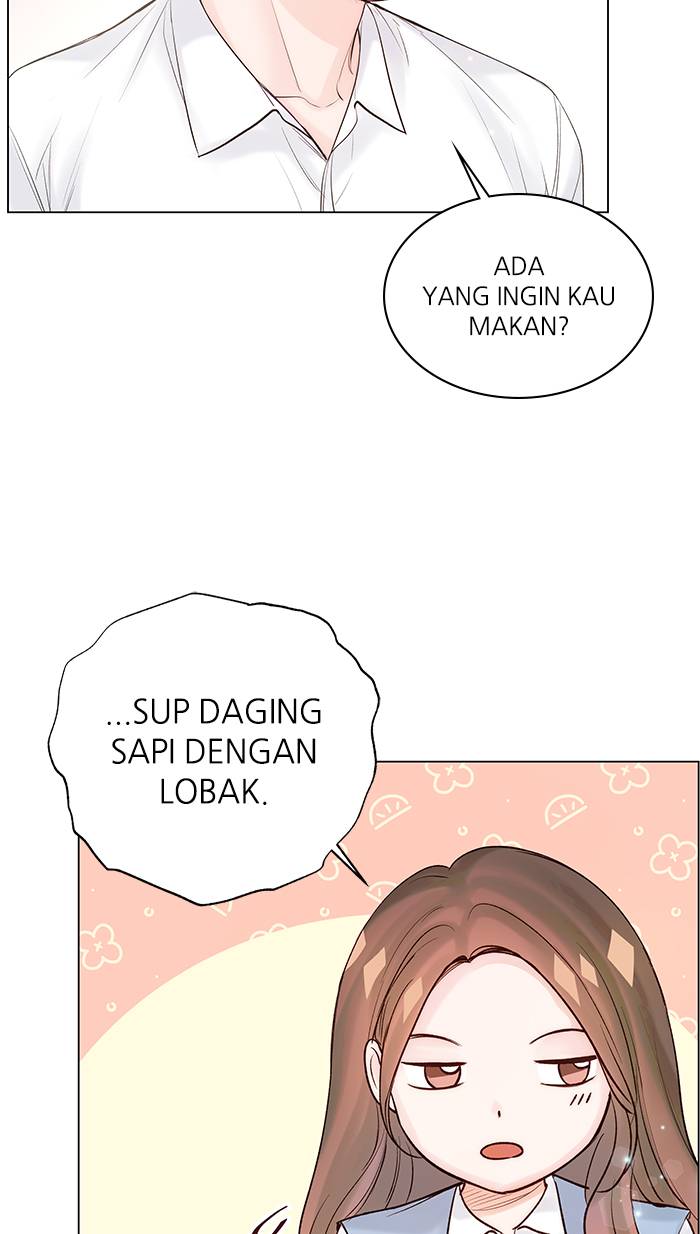 ADA
YANG INGIN KAU
MAKAN?
...SUP DAGING
SAPI DENGAN
LOBAK.